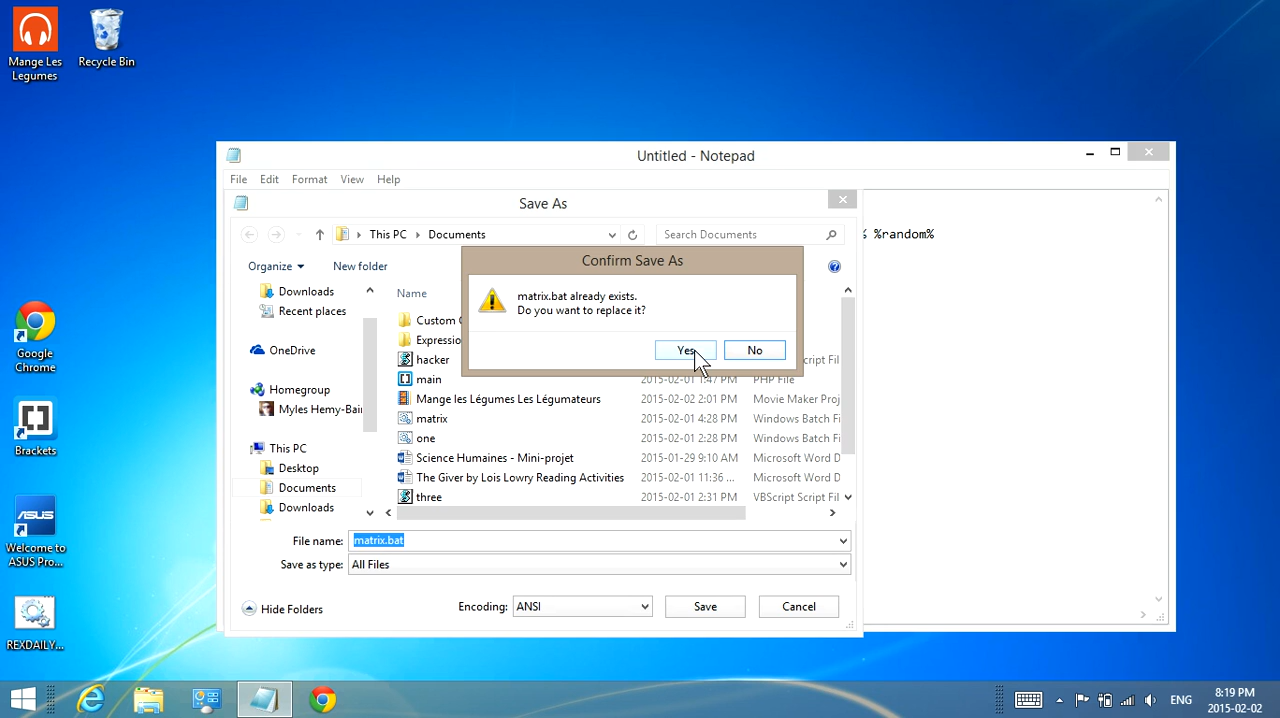 Mange Les
Legumes
Recycle Bin
Google
Chrome
Brackets
Welcome to
ASUS Pro...
REXDAILY...
Untitled - Notepad
File Edit Format View Help
% %random%
Save As
This PC Documents
Search Documents
Organize New folder
Downloads
Recent places
OneDrive
Homegroup
Myles Hemy-Bai
This PC
Desktop
Documents
Downloads
Name
Custom
Expressio
hacker Script Fil
main 2015-02-01 1:47 PM PHP File
Mange les Légumes Les Légumateurs 2015-02-02 2:01 PM Movie Maker Proj
matrix 2015-02-01 4:28 PM Windows Batch F
one 2015-02-01 2:28 PM Windows Batch F
Science Humaines - Mini-projet 2015-01-29 9:10 AM Microsoft Word D
The Giver by Lois Lowry Reading Activities 2015-02-01 11:36 ... Microsoft Word D
three 2015-02-01 2:31 PM VBScript Script Fil
Confirm Save As
matrix.bat already exists.
Do you want to replace it?
Yes No
File name: matrix.bat
Save as type: All Files
Hide Folders
Encoding: ANSI
Save Cancel
ENG
8:19 PM
2015-02-02